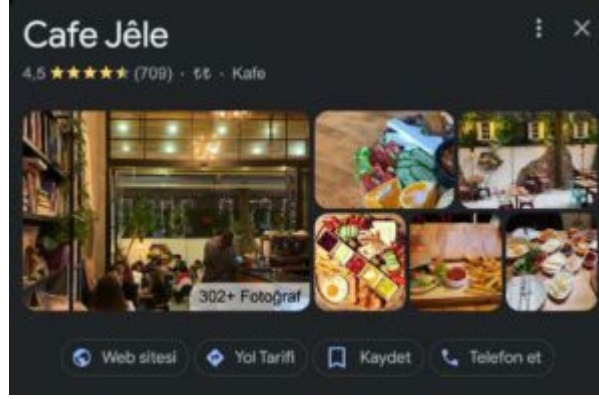 Cafe Jêle
4,5 (709) · ₺₺ · Kafe
302+ Fotoğraf
Web sitesi
Yol Tarifi
Kaydet
Telefon et